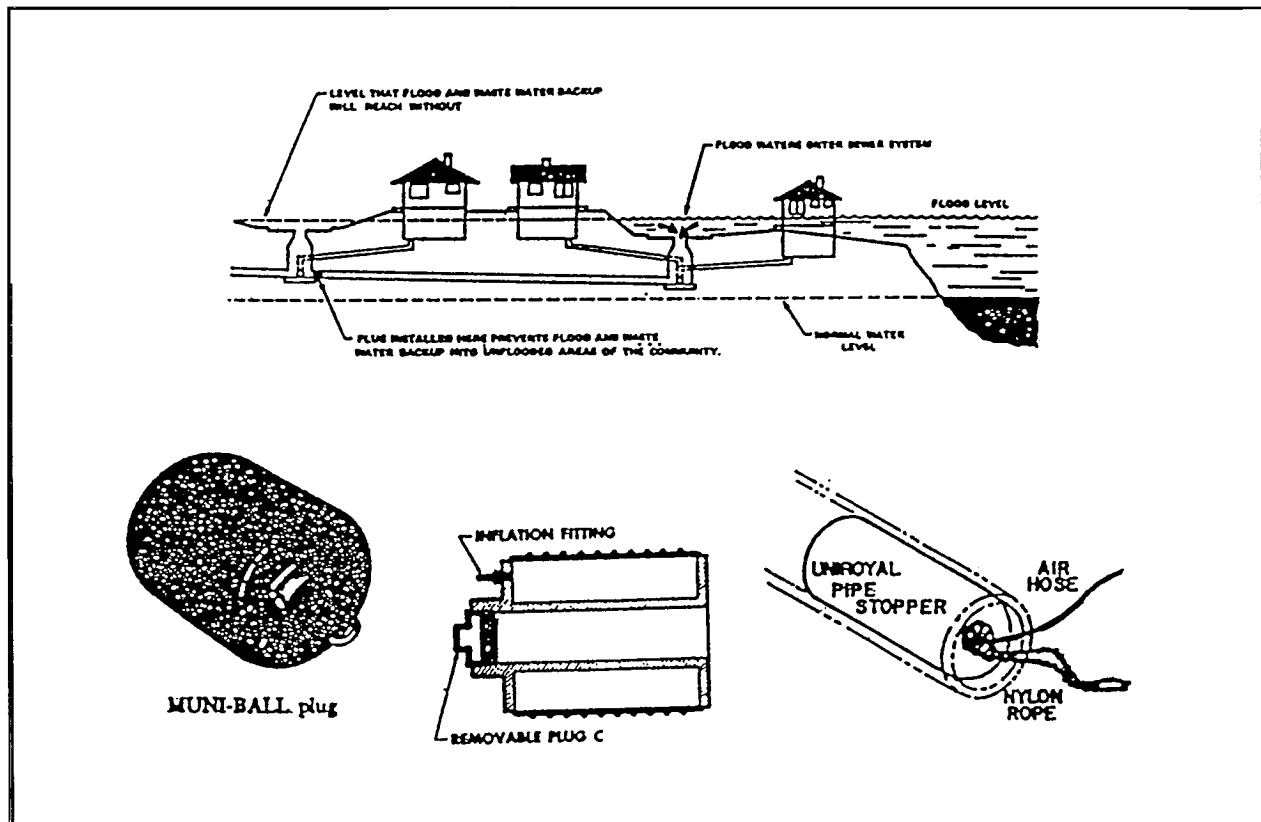 LEVEL THAT FLOOD AND WASTE WATER BACKUP
WILL REACH WITHOUT
FLOOD WATERS ENTER SEWER SYSTEM
FLOOD LEVEL
PLUG INSTALLED HERE PREVENTS FLOOD AND WASTE
WATER BACKUP INTO UNFLOODED AREAS OF THE COMMUNITY.
NORMAL WATER
LEVEL
INFLATION FITTING
UNIROYAL
PIPE
STOPPER
AIR
HOSE
MUNI-BALL plug
NYLON
ROPE
REMOVABLE PLUG C